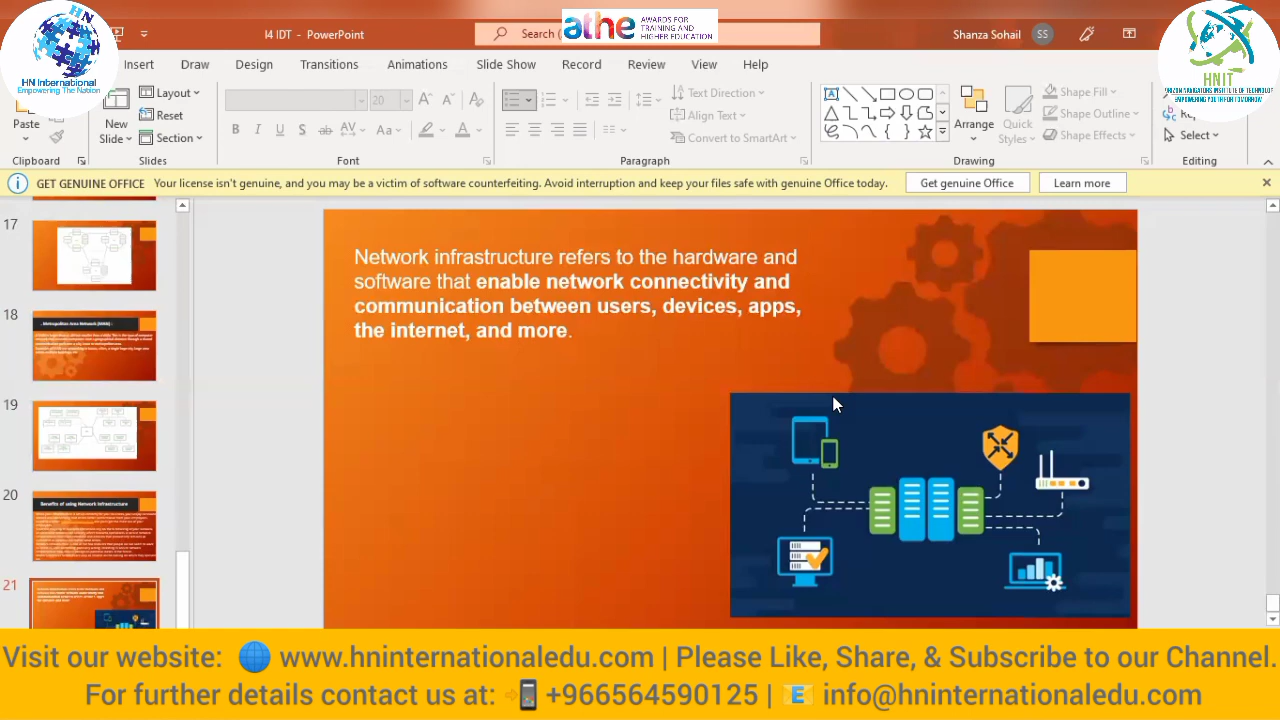 HN
HN International
Empowering The Nation
I4 IDT - PowerPoint
Search
athe AWARDS FOR TRAINING AND HIGHER EDUCATION
Shanza Sohail SS
HNIT
EMPOWERING YOUTH FOR TOMORROW
Insert Draw Design Transitions Animations Slide Show Record Review View Help
Paste
New Slide
Layout
Reset
Section
20
Text Direction
Align Text
Convert to SmartArt
Arrange
Quick Styles
Shape Fill
Shape Outline
Shape Effects
Select
Clipboard Slides Font Paragraph Drawing Editing
GET GENUINE OFFICE Your license isn't genuine, and you may be a victim of software counterfeiting. Avoid interruption and keep your files safe with genuine Office today. Get genuine Office Learn more
17
18
Metropolitan Area Network (MAN) :
19
20
Benefits of using Network Infrastructure
21
Network infrastructure refers to the hardware and
software that enable network connectivity and
communication between users, devices, apps,
the internet, and more.
Visit our website: www.hninternationaledu.com | Please Like, Share, & Subscribe to our Channel.
For further details contact us at: +966564590125 | info@hninternationaledu.com